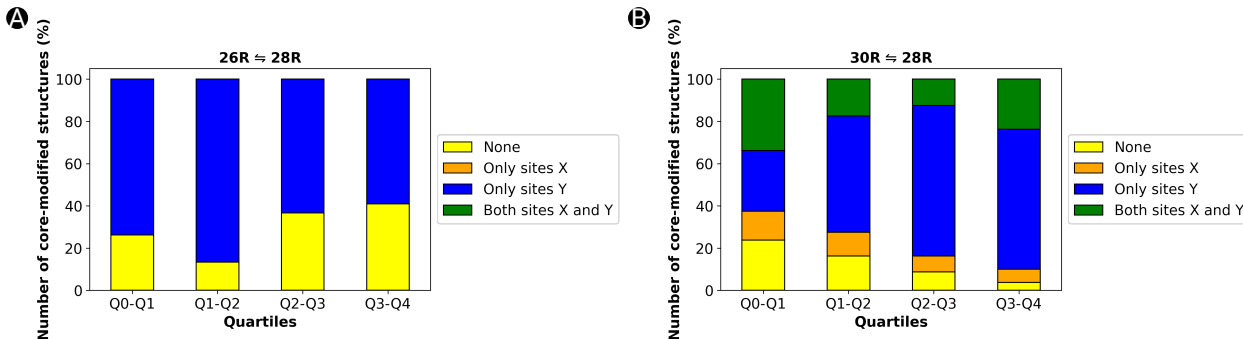 A
26R ⇋ 28R
Number of core-modified structures (%)
100
80
60
40
20
0
Q0-Q1
Q1-Q2
Q2-Q3
Q3-Q4
Quartiles
None
Only sites X
Only sites Y
Both sites X and Y
B
30R ⇋ 28R
Number of core-modified structures (%)
100
80
60
40
20
0
Q0-Q1
Q1-Q2
Q2-Q3
Q3-Q4
Quartiles
None
Only sites X
Only sites Y
Both sites X and Y